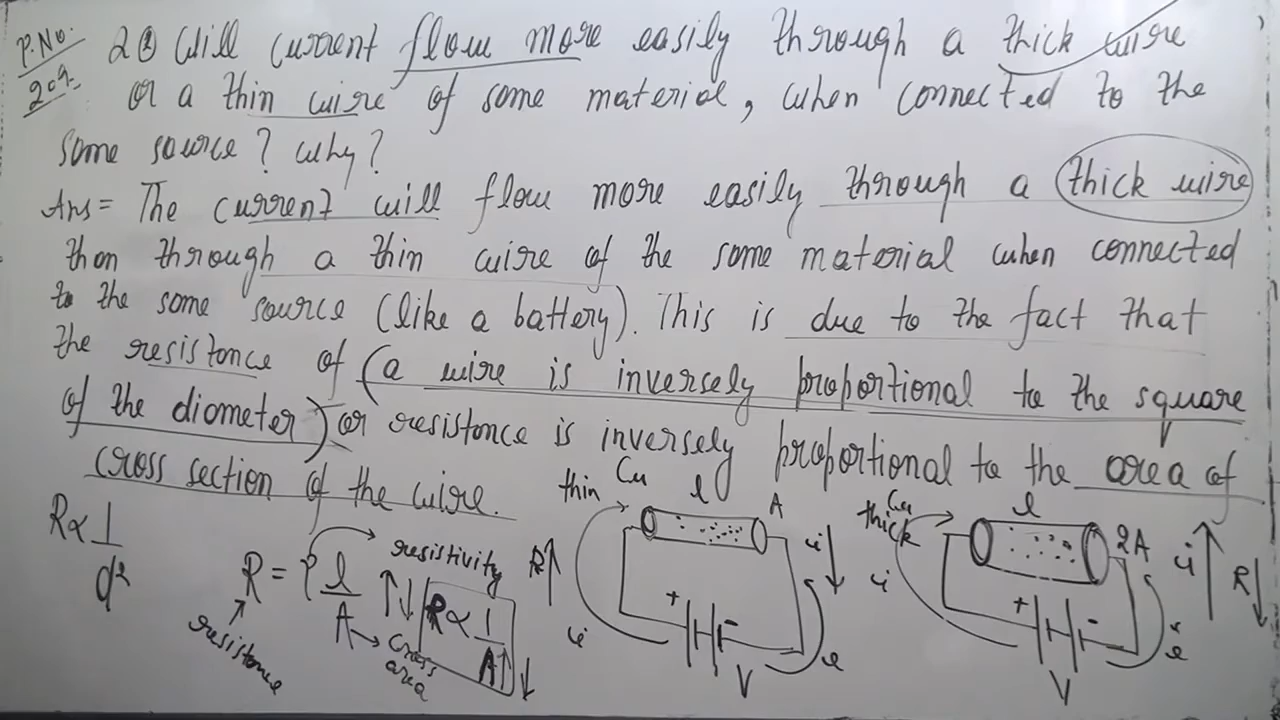 P.No. 209.
2② Will current flow more easily through a thick wire
or a thin wire of same material, when connected to the
same source? why?
Ans = The current will flow more easily through a thick wire
than through a thin wire of the same material when connected
to the same source (like a battery). This is due to the fact that
the resistance of (a wire is inversely proportional to the square
of the diameter) or resistance is inversely proportional to the area of
cross section of the wire.
R ∝ 1/d²
R = ρ l/A ↑↓
resistivity
resistance
cross area
R ∝ 1/A↑ ↓
thin Cu l A
R↑ i↓
i + - e
V
Cu thick l 2A
i↑ R↓
i + - e
V